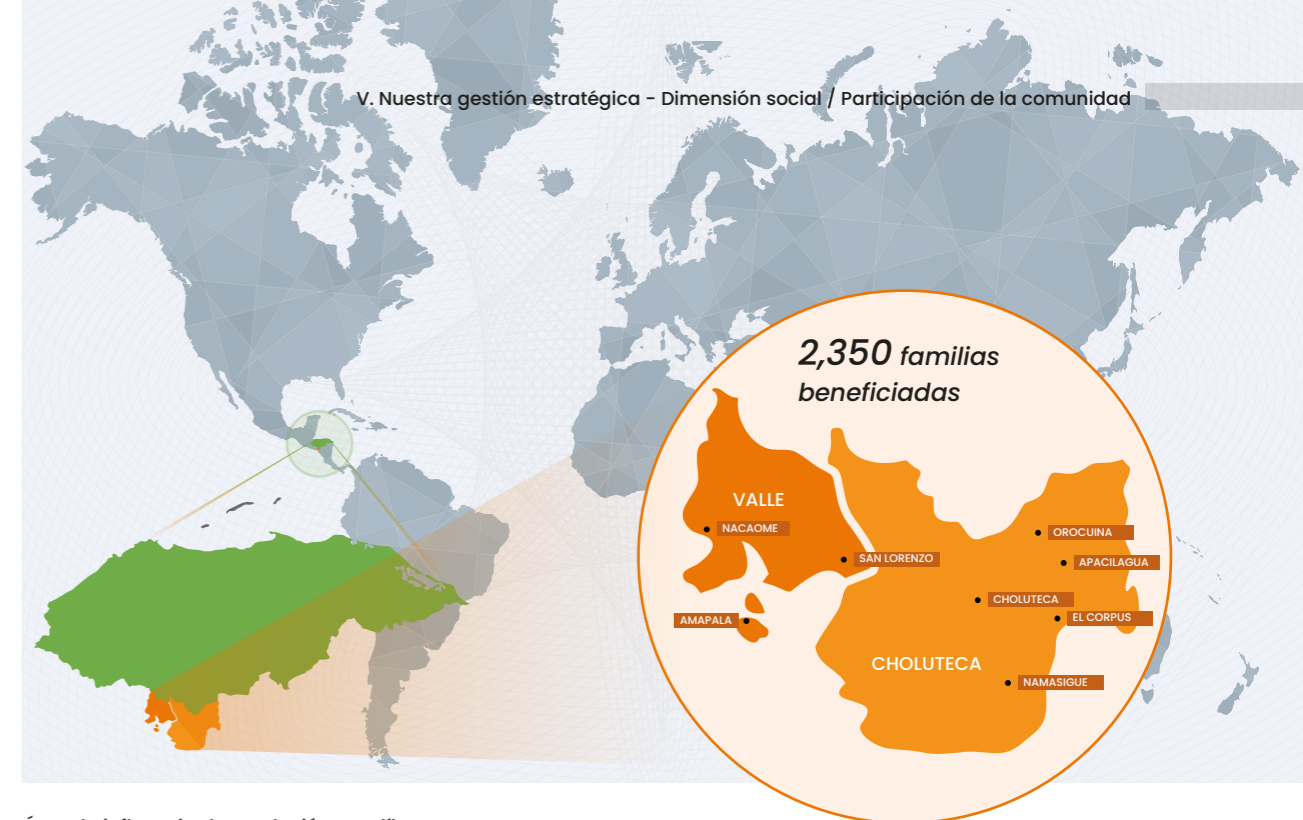 V. Nuestra gestión estratégica - Dimensión social / Participación de la comunidad
2,350 familias
beneficiadas
VALLE
NACAOME
SAN LORENZO
AMAPALA
OROCUINA
APACILAGUA
CHOLUTECA
EL CORPUS
CHOLUTECA
NAMASIGUE